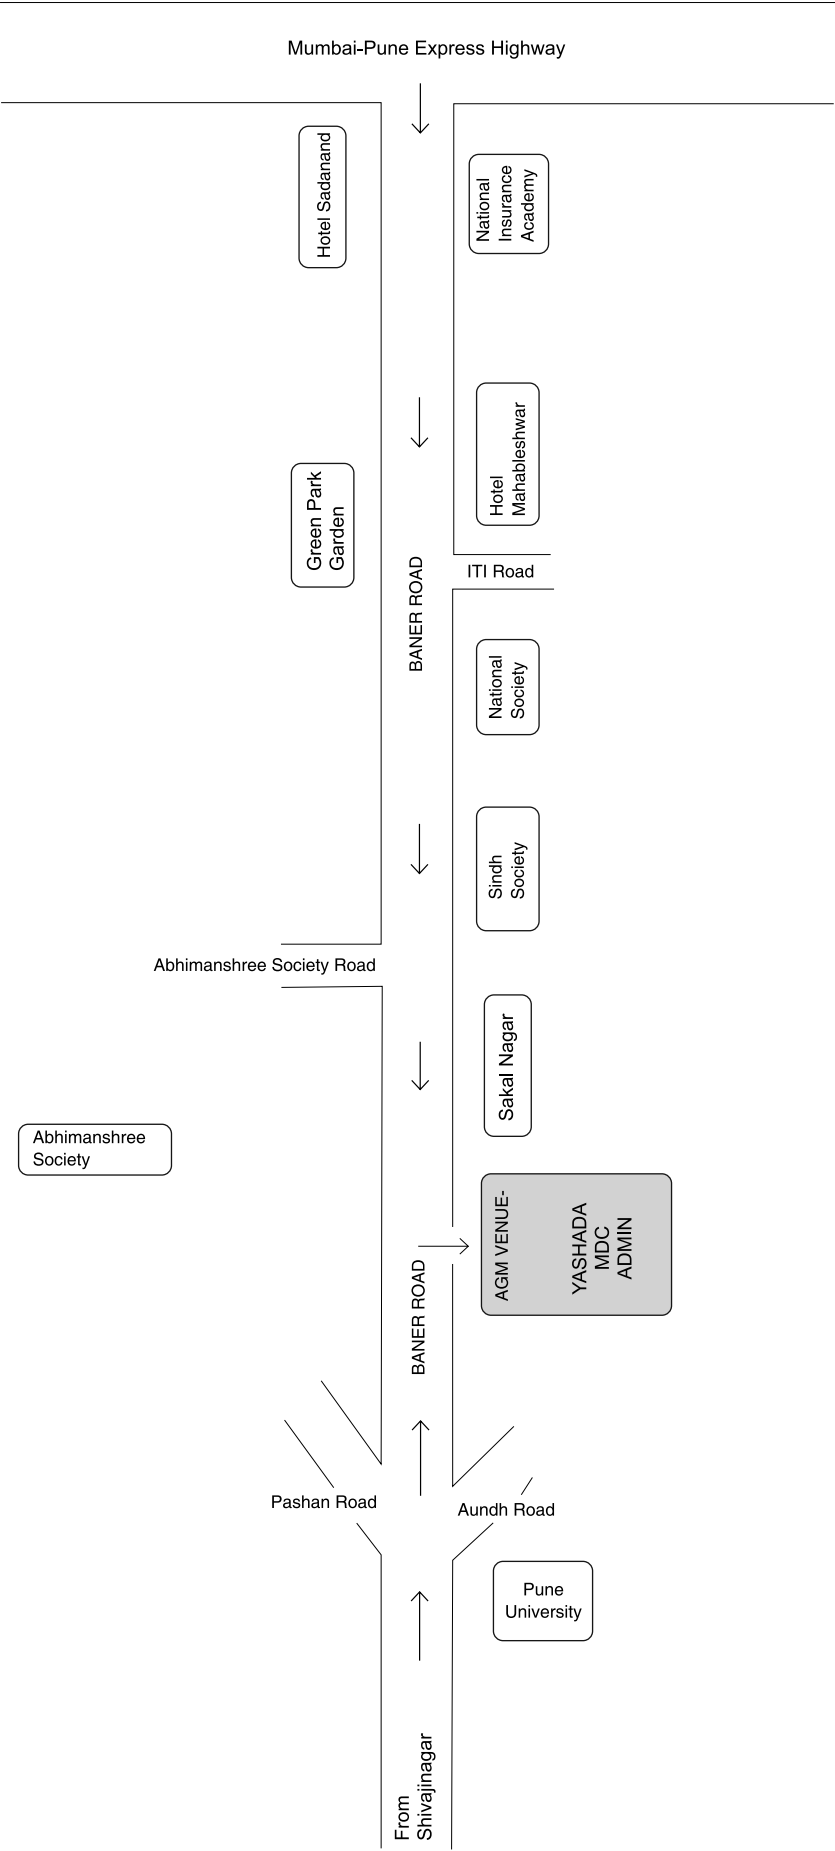 Mumbai-Pune Express Highway
Hotel Sadanand
National
Insurance
Academy
Hotel
Mahableshwar
Green Park
Garden
BANER ROAD
ITI Road
National
Society
Sindh
Society
Abhimanshree Society Road
Sakal Nagar
Abhimanshree
Society
AGM VENUE-
YASHADA
MDC
ADMIN
BANER ROAD
Pashan Road
Aundh Road
Pune
University
From
Shivajinagar